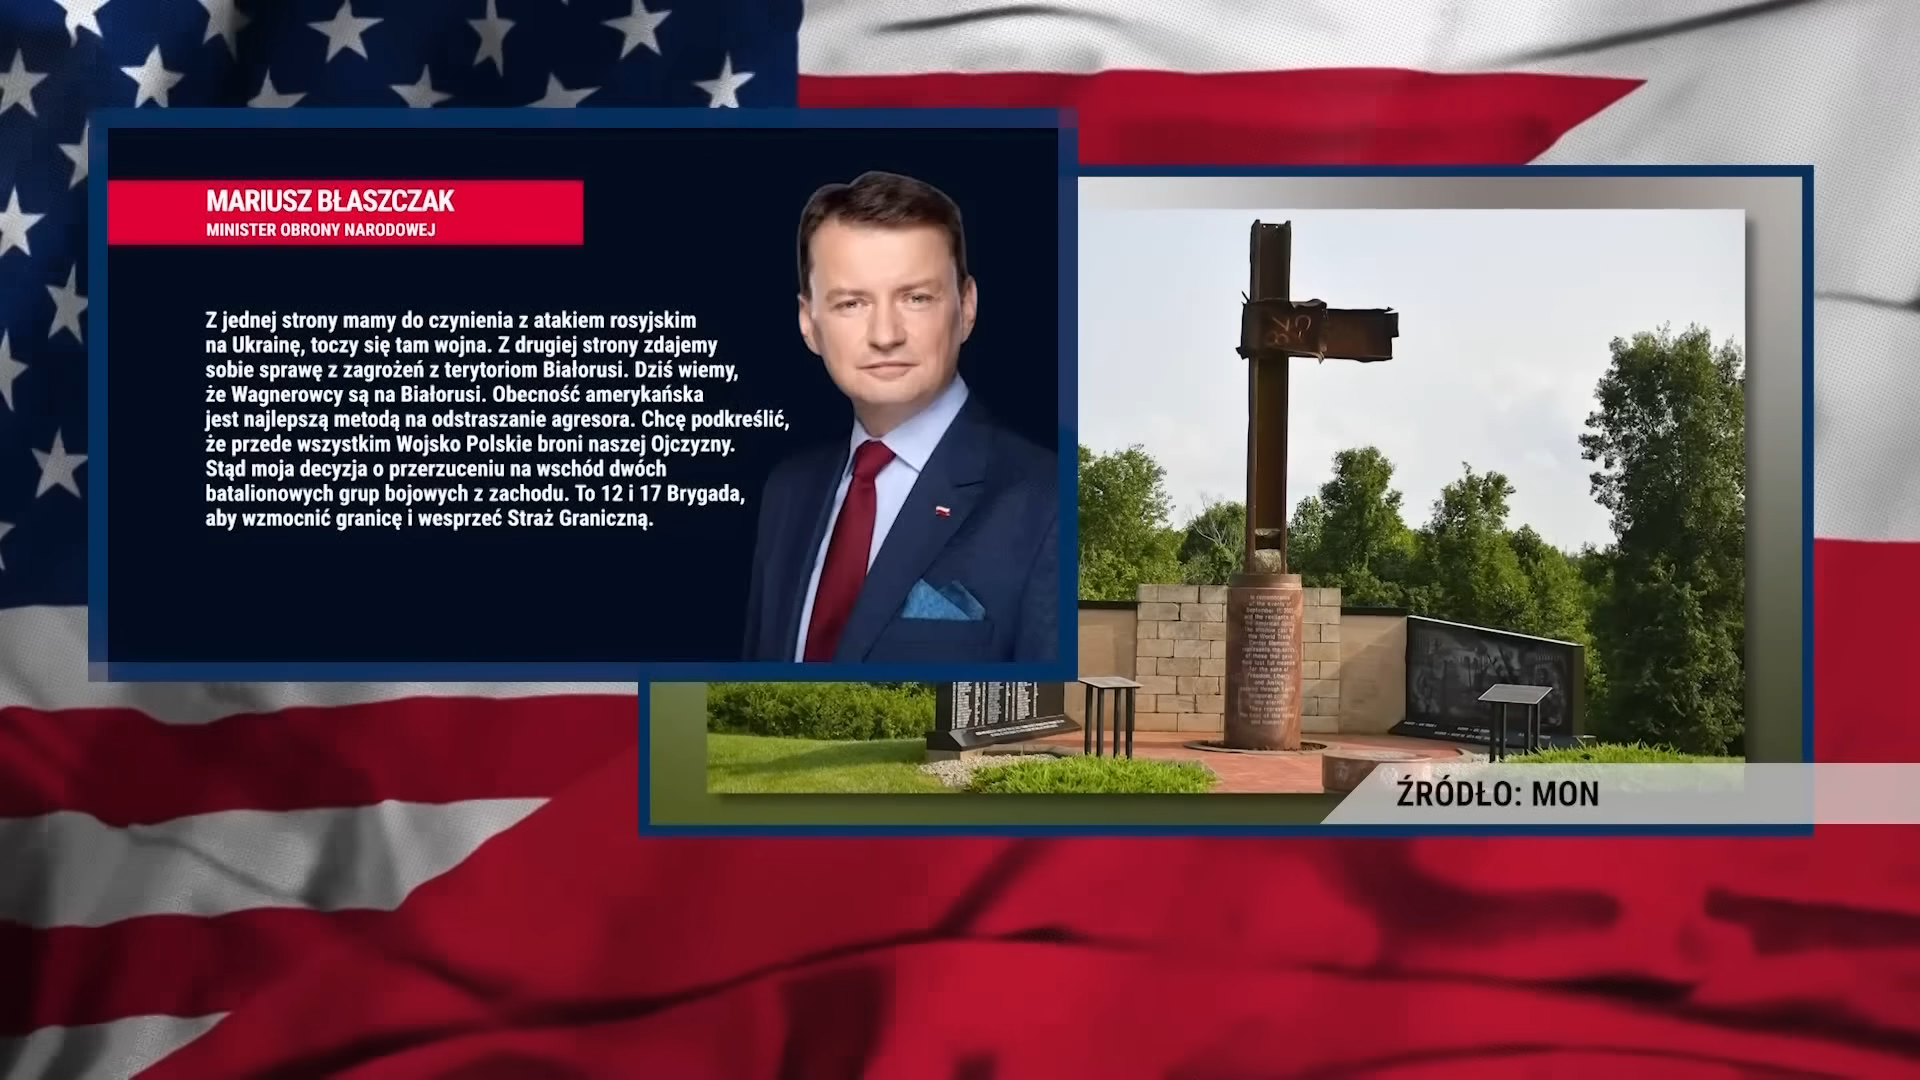 MARIUSZ BŁASZCZAK
MINISTER OBRONY NARODOWEJ
Z jednej strony mamy do czynienia z atakiem rosyjskim
na Ukrainę, toczy się tam wojna. Z drugiej strony zdajemy
sobie sprawę z zagrożeń z terytoriom Białorusi. Dziś wiemy,
że Wagnerowcy są na Białorusi. Obecność amerykańska
jest najlepszą metodą na odstraszanie agresora. Chcę podkreślić,
że przede wszystkim Wojsko Polskie broni naszej Ojczyzny.
Stąd moja decyzja o przerzuceniu na wschód dwóch
batalionowych grup bojowych z zachodu. To 12 i 17 Brygada,
aby wzmocnić granicę i wesprzeć Straż Graniczną.
ŹRÓDŁO: MON